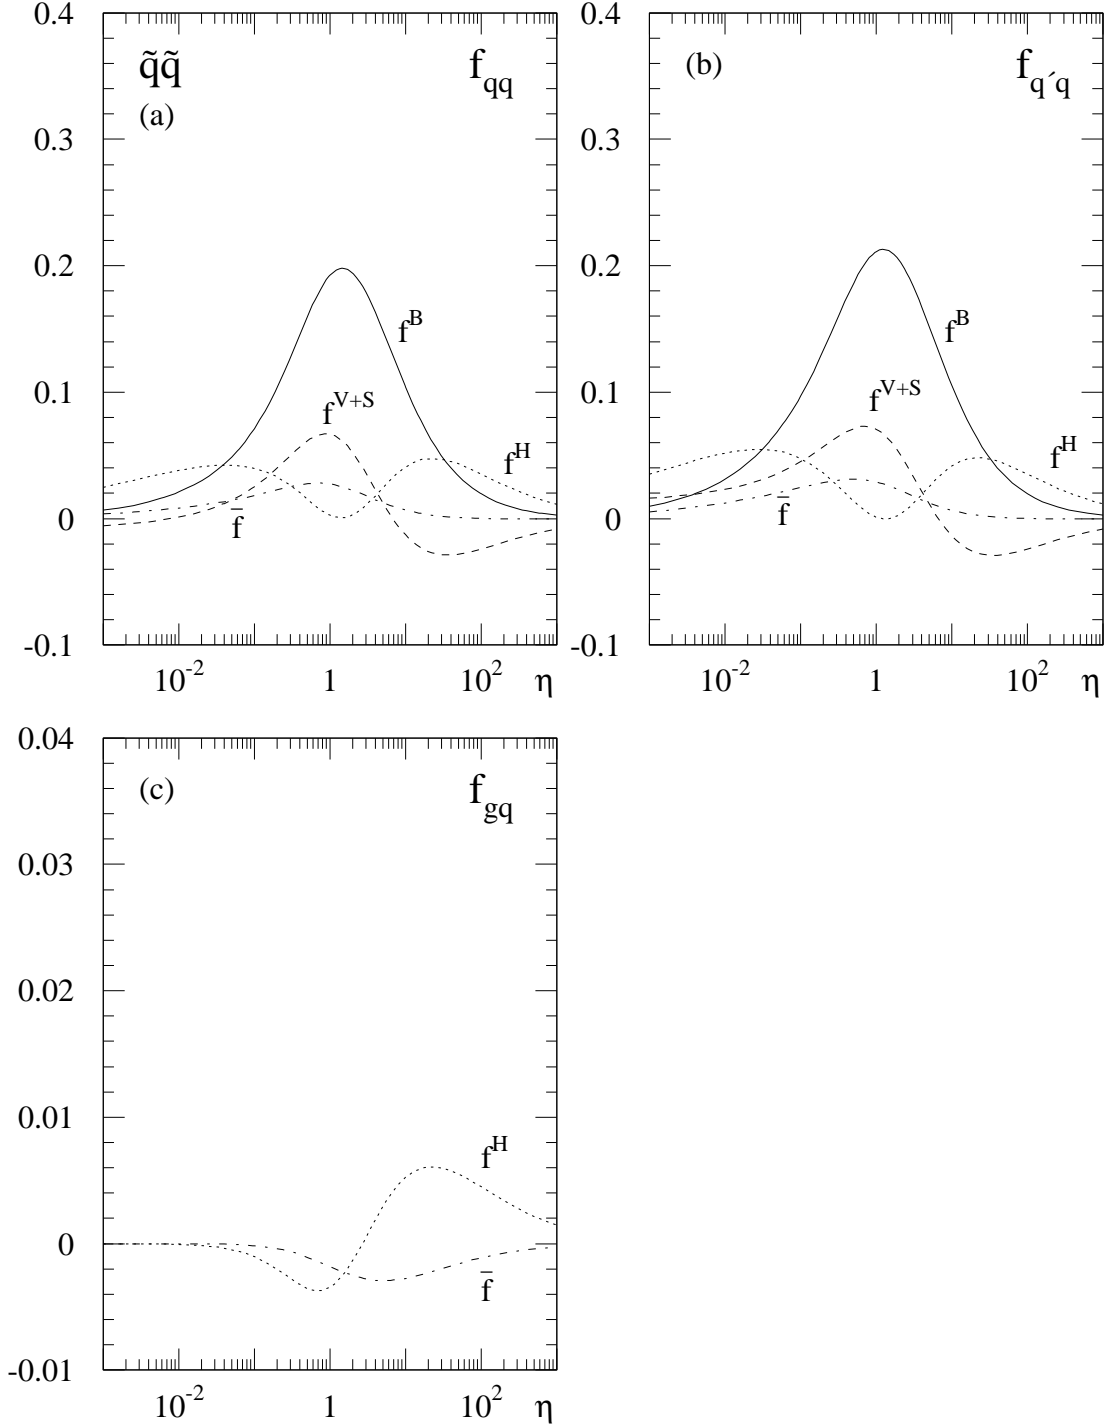 q̃q̃
f_qq
(a)
0.4
0.3
0.2
0.1
0
-0.1
f^B
f^V+S
f^H
f̄
10^-2
1
10^2
η
(b)
f_q´q
0.4
0.3
0.2
0.1
0
-0.1
f^B
f^V+S
f^H
f̄
10^-2
1
10^2
η
(c)
f_gq
0.04
0.03
0.02
0.01
0
-0.01
f^H
f̄
10^-2
1
10^2
η